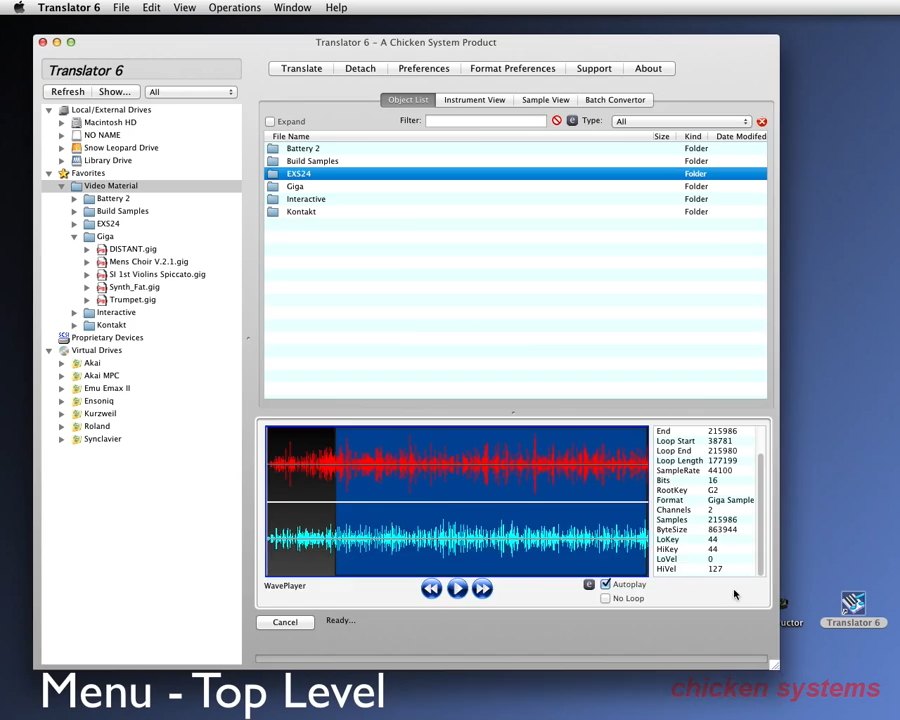 Translator 6 File Edit View Operations Window Help
Translator 6 – A Chicken System Product
Translator 6
Translate Detach Preferences Format Preferences Support About
Refresh Show... All
Object List Instrument View Sample View Batch Convertor
Expand Filter: e Type: All
File Name Size Kind Date Modifed
Battery 2 Folder
Build Samples Folder
EXS24 Folder
Giga Folder
Interactive Folder
Kontakt Folder
Local/External Drives
Macintosh HD
NO NAME
Snow Leopard Drive
Library Drive
Favorites
Video Material
Battery 2
Build Samples
EXS24
Giga
DISTANT.gig
Mens Choir V.2.1.gig
SI 1st Violins Spiccato.gig
Synth_Fat.gig
Trumpet.gig
Interactive
Kontakt
Proprietary Devices
Virtual Drives
Akai
Akai MPC
Emu Emax II
Ensoniq
Kurzweil
Roland
Synclavier
End 215986
Loop Start 38781
Loop End 215980
Loop Length 177199
SampleRate 44100
Bits 16
RootKey G2
Format Giga Sample
Channels 2
Samples 215986
ByteSize 863944
LoKey 44
HiKey 44
LoVel 0
HiVel 127
WavePlayer e Autoplay
No Loop
Cancel Ready...
uctor Translator 6
Menu - Top Level
chicken systems